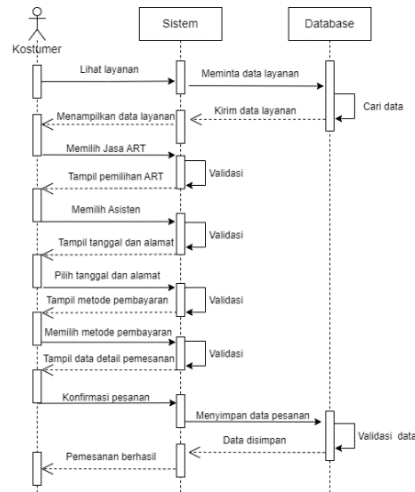 Sistem
Database
Kostumer
Lihat layanan
Meminta data layanan
Cari data
Kirim data layanan
Menampilkan data layanan
Memilih Jasa ART
Validasi
Tampil pemilihan ART
Memilih Asisten
Validasi
Tampil tanggal dan alamat
Pilih tanggal dan alamat
Validasi
Tampil metode pembayaran
Memilih metode pembayaran
Validasi
Tampil data detail pemesanan
Konfirmasi pesanan
Menyimpan data pesanan
Validasi data
Data disimpan
Pemesanan berhasil